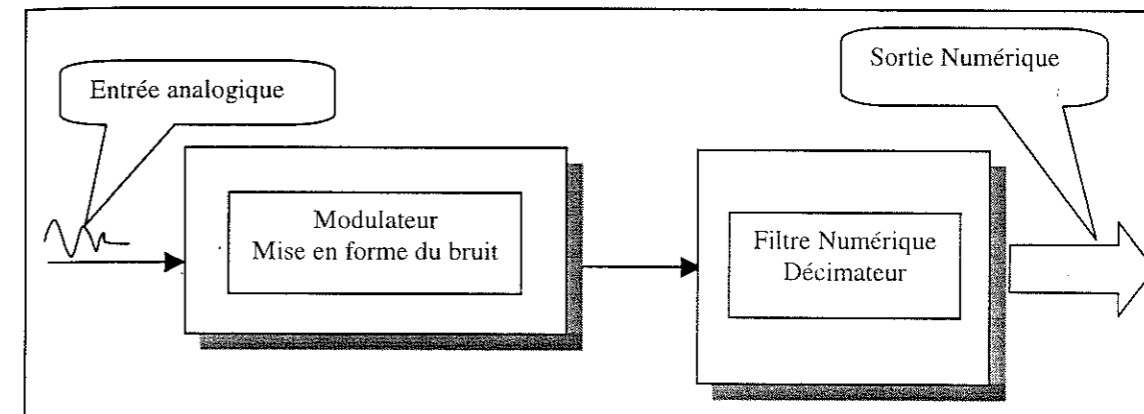 Entrée analogique
Sortie Numérique
Modulateur
Mise en forme du bruit
Filtre Numérique
Décimateur